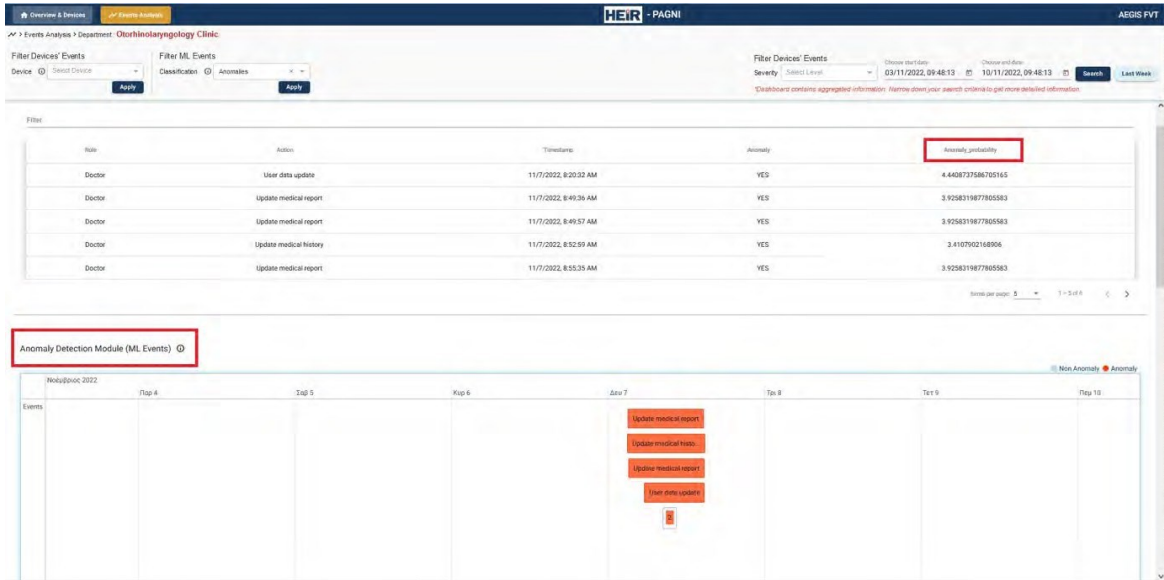 Overview & Devices
Events Analysis
HEiR - PAGNI
AEGIS FVT
> Events Analysis > Department: Otorhinolaryngology Clinic
Filter Devices' Events
Filter ML Events
Filter Devices' Events
Choose start date
Choose end date
Device
Select Device
Classification
Anomalies
Severity
Select Level
03/11/2022, 09:48:13
10/11/2022, 09:48:13
Search
Last Week
Apply
Apply
*Dashboard contains aggregated information. Narrow down your search criteria to get more detailed information.
Filter
Role Action Timestamp Anomaly Anomaly_probability
Doctor User data update 11/7/2022, 8:20:32 AM YES 4.4408737586705165
Doctor Update medical report 11/7/2022, 8:49:36 AM YES 3.9258319877805583
Doctor Update medical report 11/7/2022, 8:49:57 AM YES 3.9258319877805583
Doctor Update medical history 11/7/2022, 8:52:59 AM YES 3.4107902168906
Doctor Update medical report 11/7/2022, 8:55:35 AM YES 3.9258319877805583
Items per page: 5 1 – 5 of 6
Anomaly Detection Module (ML Events)
Non Anomaly Anomaly
Νοέμβριος 2022
Παρ 4 Σαβ 5 Κυρ 6 Δευ 7 Τρι 8 Τετ 9 Πεμ 10
Events
Update medical report
Update medical histo...
Update medical report
User data update
2